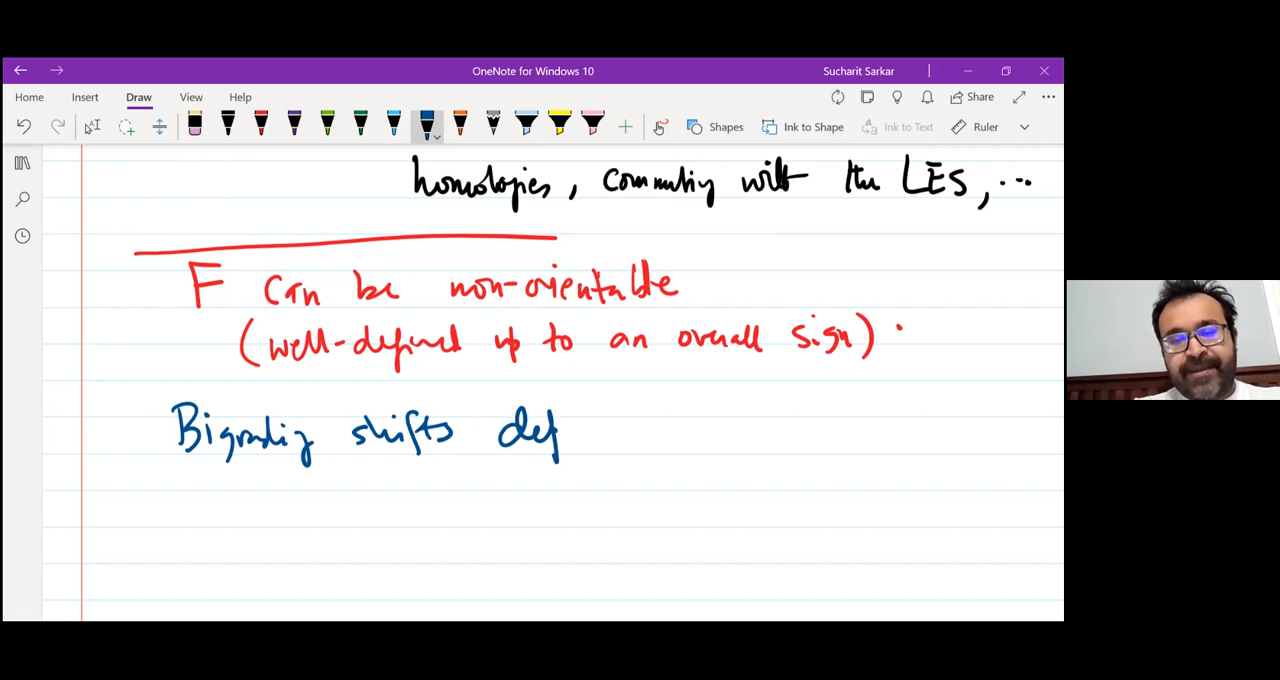 OneNote for Windows 10
Sucharit Sarkar
Home Insert Draw View Help
Share
Shapes Ink to Shape Ink to Text Ruler
homologies, commuting with the LES, ...
F can be non-orientable
(well-defined up to an overall sign).
Bigrading shifts def